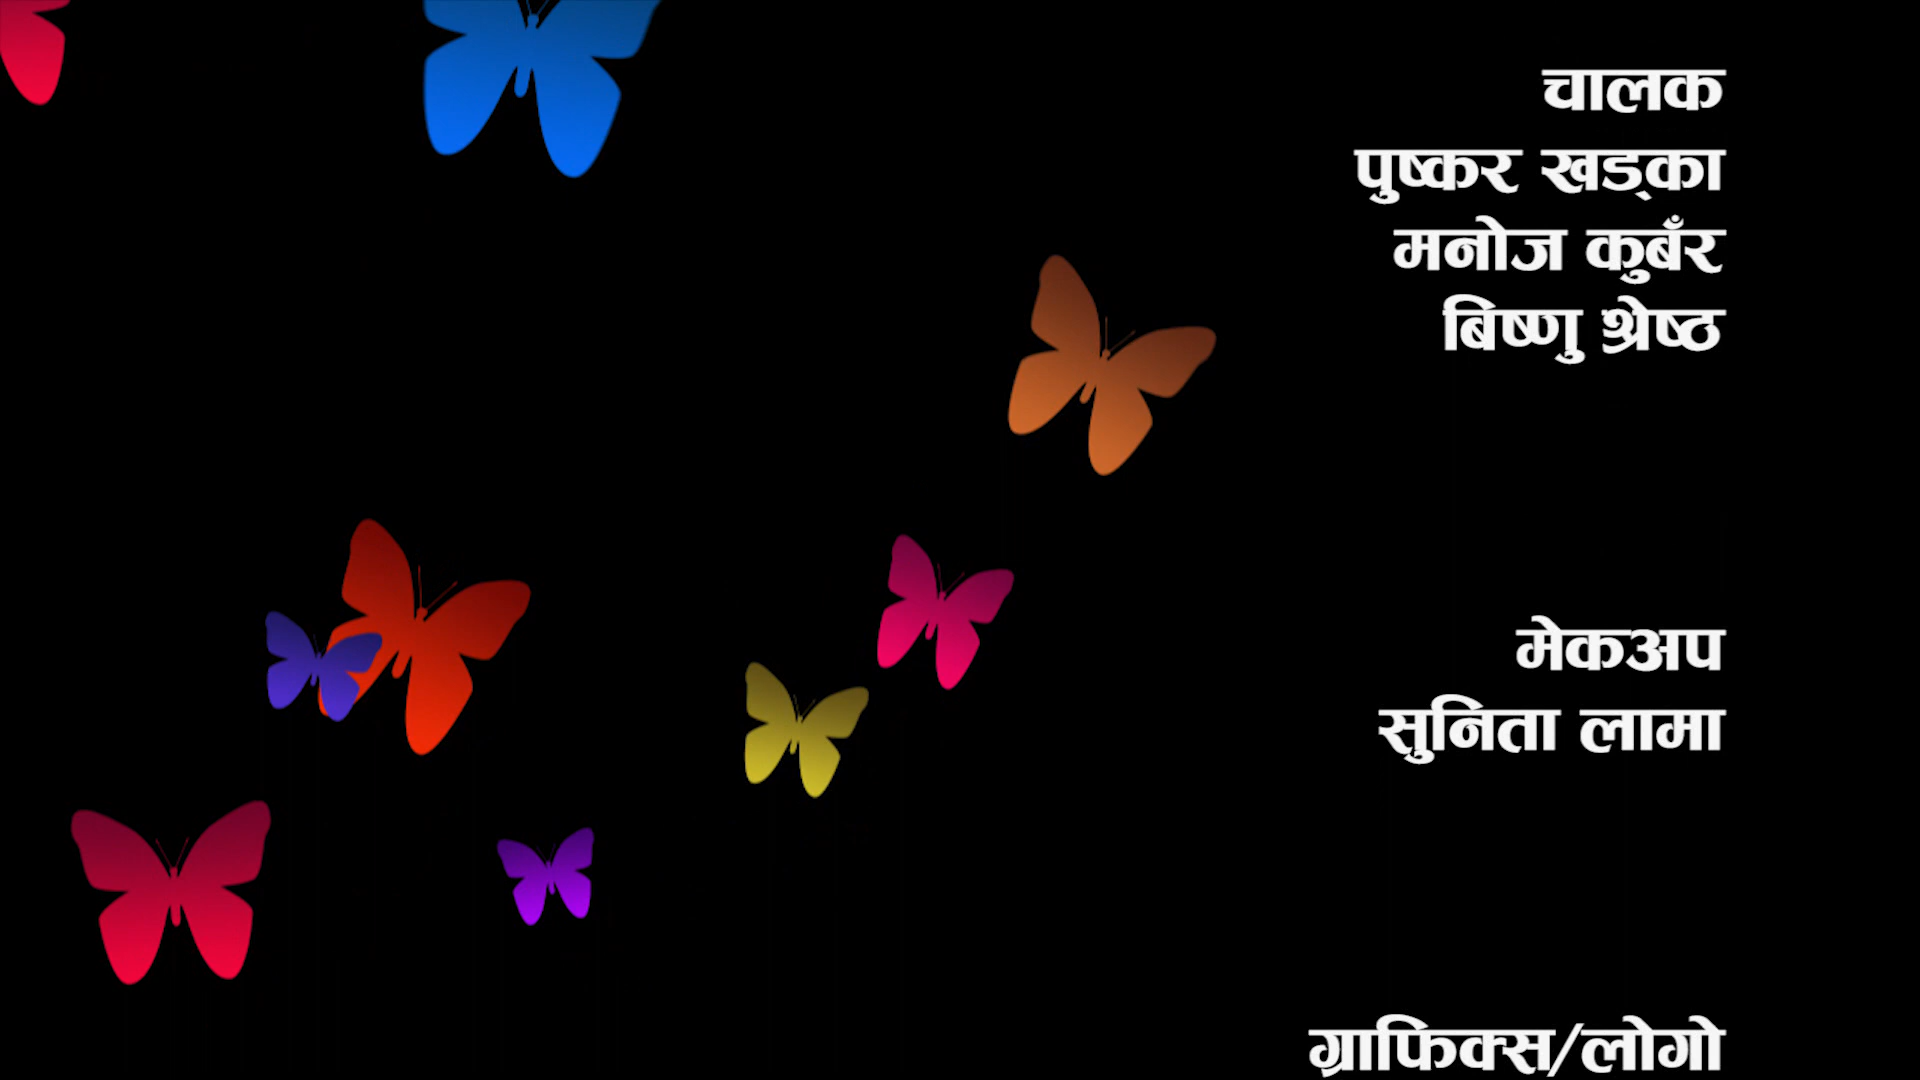 चालक
पुष्कर खड्का
मनोज कुबँर
बिष्णु श्रेष्ठ
मेकअप
सुनिता लामा
ग्राफिक्स/लोगो